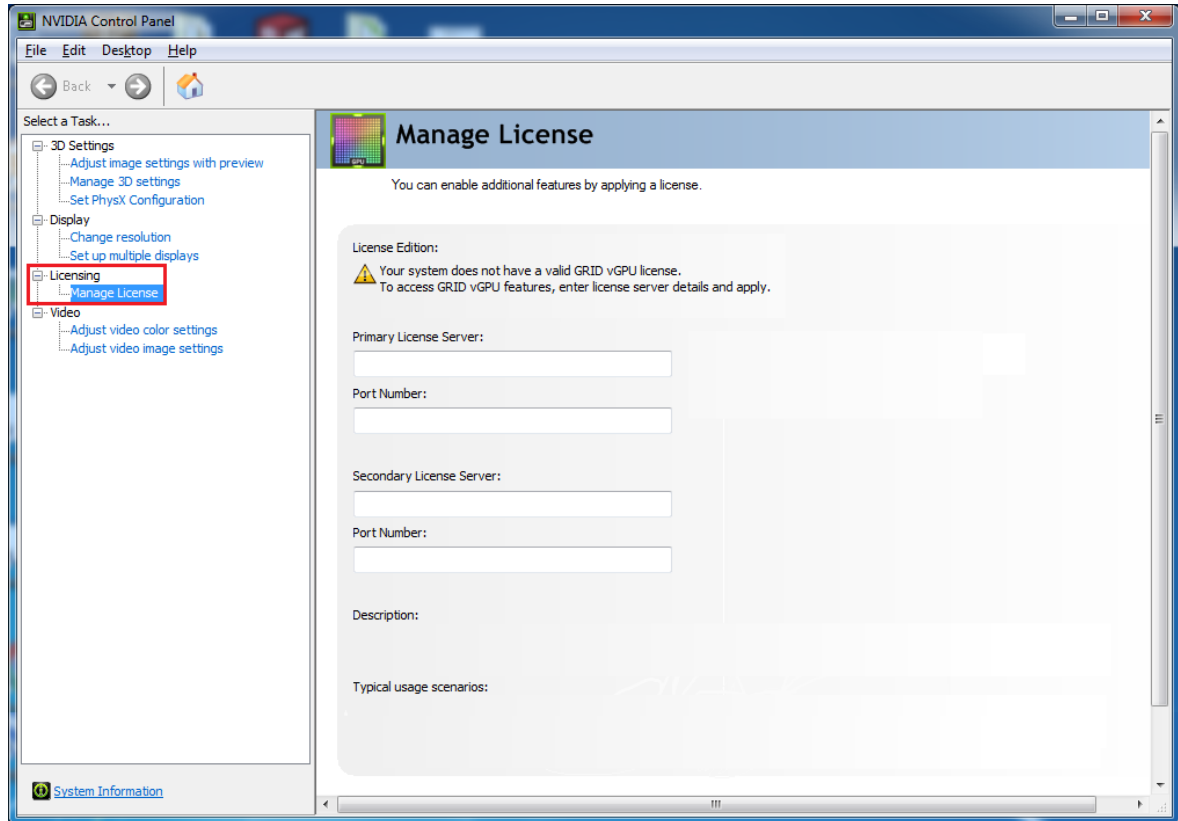 NVIDIA Control Panel
File Edit Desktop Help
Back
Select a Task...
3D Settings
Adjust image settings with preview
Manage 3D settings
Set PhysX Configuration
Display
Change resolution
Set up multiple displays
Licensing
Manage License
Video
Adjust video color settings
Adjust video image settings
System Information
GPU
Manage License
You can enable additional features by applying a license.
License Edition:
Your system does not have a valid GRID vGPU license.
To access GRID vGPU features, enter license server details and apply.
Primary License Server:
Port Number:
Secondary License Server:
Port Number:
Description:
Typical usage scenarios: